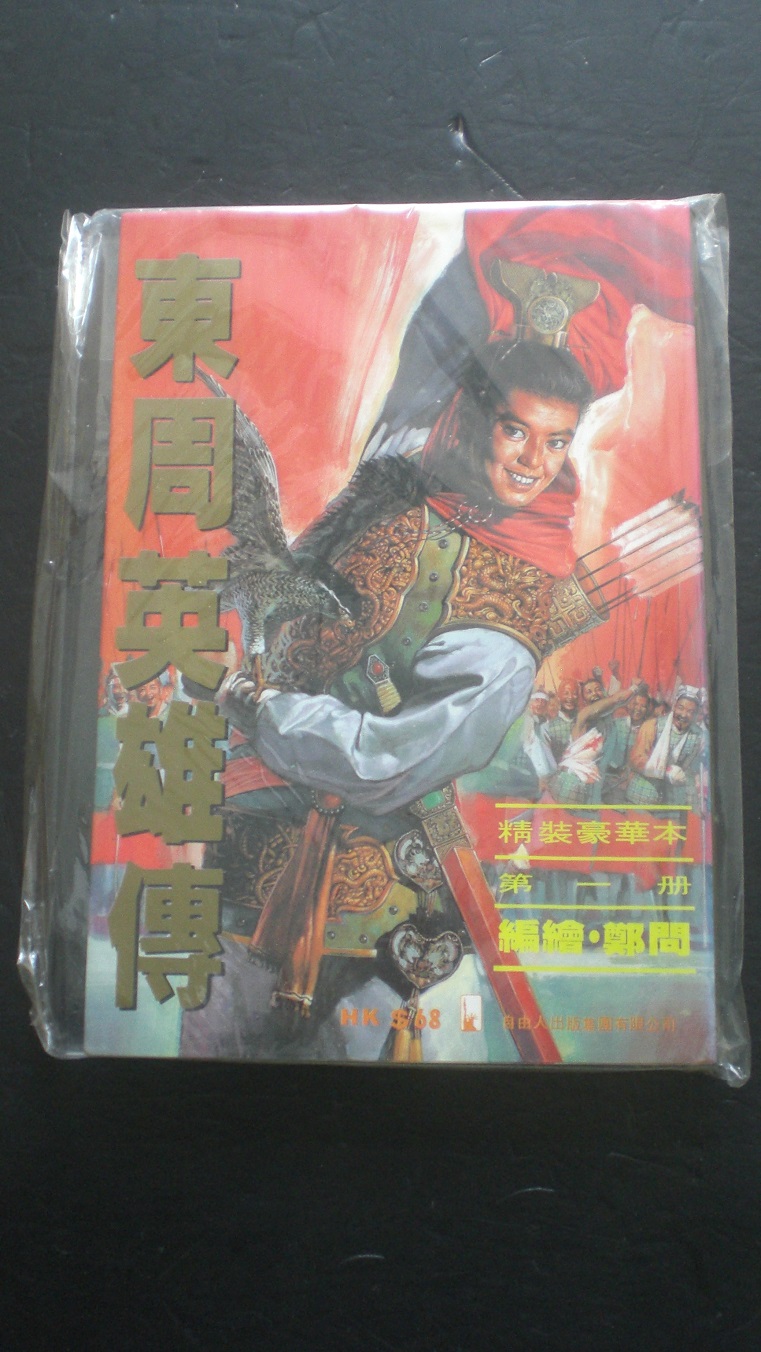 東周英雄傳
精裝豪華本
第一册
編繪·鄭問
HK $68
自由人出版集團有限公司